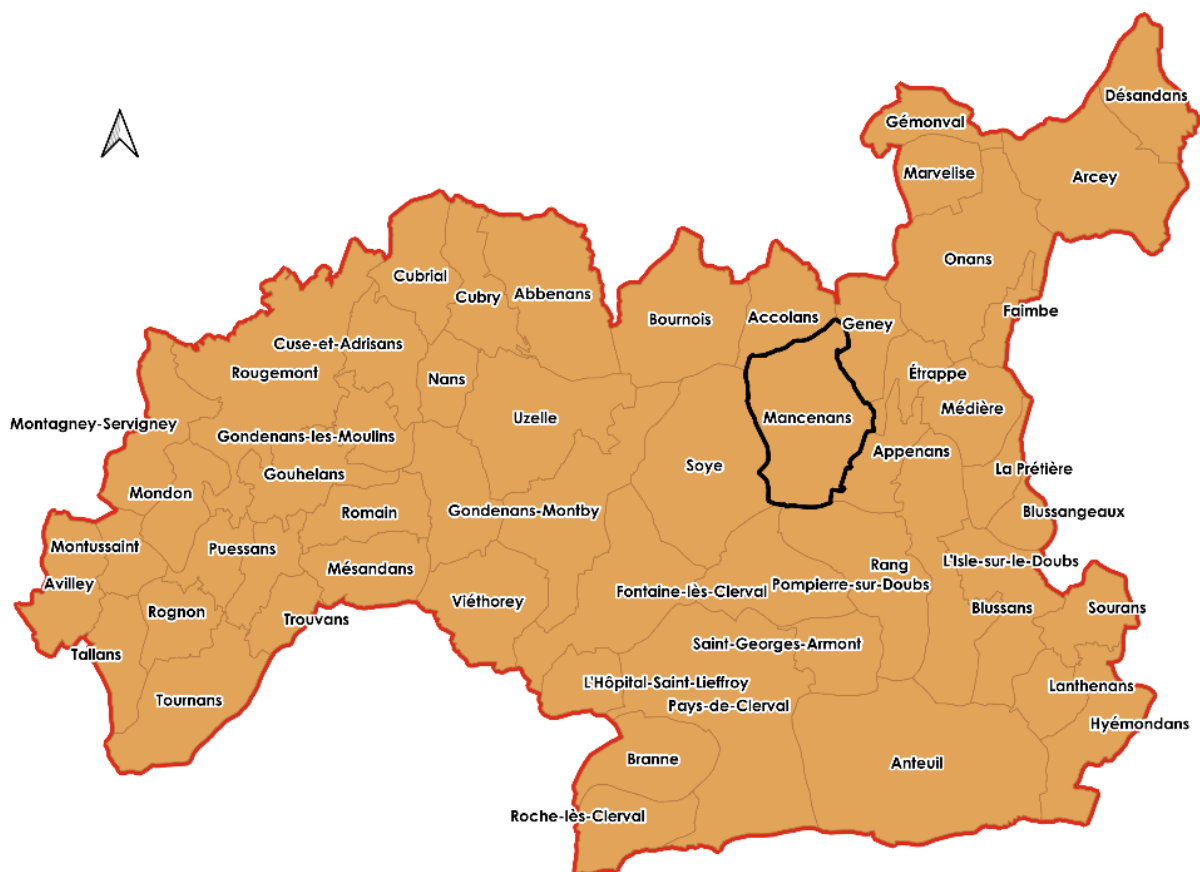 Désandans
Gémonval
Marvelise
Arcey
Onans
Cubrial
Cubry
Abbenans
Faimbe
Bournois
Accolans
Geney
Cuse-et-Adrisans
Rougemont
Nans
Étrappe
Uzelle
Mancenans
Médière
Montagney-Servigney
Gondenans-les-Moulins
Appenans
Gouhelans
Soye
La Prétière
Mondon
Romain
Gondenans-Montby
Blussangeaux
Montussaint
Puessans
L'Isle-sur-le-Doubs
Mésandans
Rang
Avilley
Fontaine-lès-Clerval
Pompierre-sur-Doubs
Viéthorey
Blussans
Sourans
Rognon
Trouvans
Saint-Georges-Armont
Tallans
L'Hôpital-Saint-Lieffroy
Lanthenans
Tournans
Pays-de-Clerval
Hyémondans
Branne
Anteuil
Roche-lès-Clerval